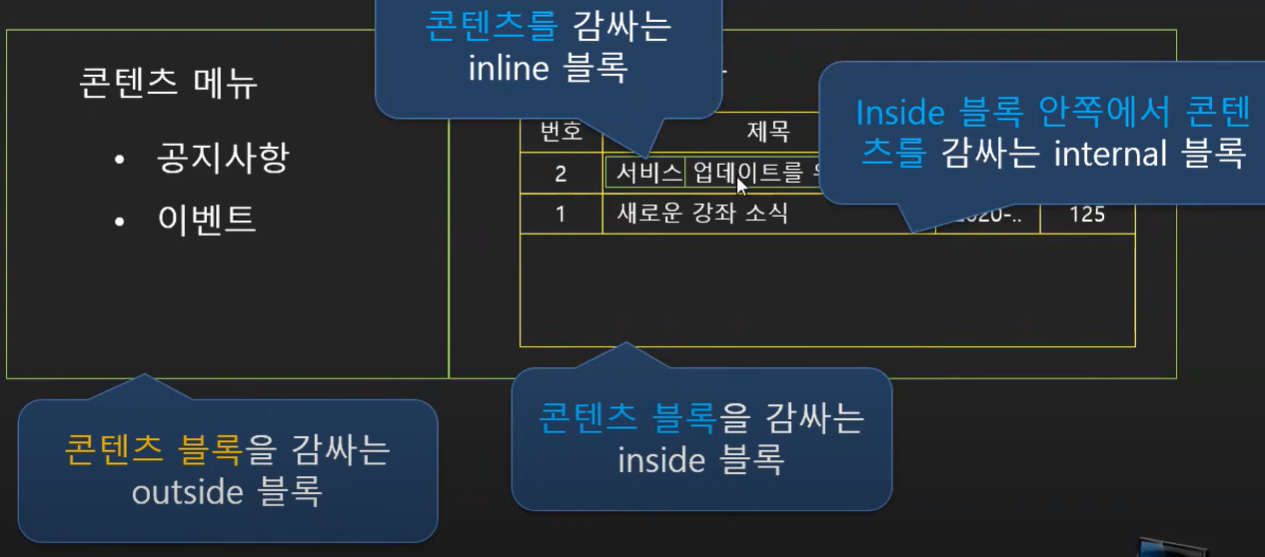 콘텐츠를 감싸는
inline 블록
콘텐츠 메뉴
• 공지사항
• 이벤트
Inside 블록 안쪽에서 콘텐
츠를 감싸는 internal 블록
번호 제목
2 서비스 업데이트를
1 새로운 강좌 소식 2020-.. 125
콘텐츠 블록을 감싸는
outside 블록
콘텐츠 블록을 감싸는
inside 블록